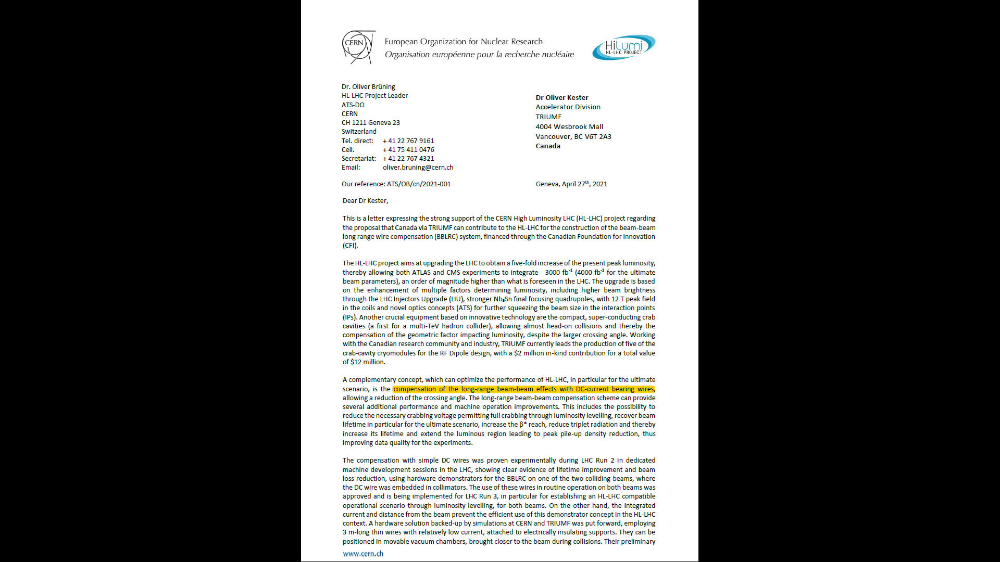 CERN
European Organization for Nuclear Research
Organisation européenne pour la recherche nucléaire
HiLumi
HL-LHC PROJECT
Dr. Oliver Brüning
HL-LHC Project Leader
ATS-DO
CERN
CH 1211 Geneva 23
Switzerland
Tel. direct: + 41 22 767 9161
Cell. + 41 75 411 0476
Secretariat: + 41 22 767 4321
Email: oliver.bruning@cern.ch
Dr Oliver Kester
Accelerator Division
TRIUMF
4004 Wesbrook Mall
Vancouver, BC V6T 2A3
Canada
Our reference: ATS/OB/cn/2021-001
Geneva, April 27th, 2021
Dear Dr Kester,
This is a letter expressing the strong support of the CERN High Luminosity LHC (HL-LHC) project regarding
the proposal that Canada via TRIUMF can contribute to the HL-LHC for the construction of the beam-beam
long range wire compensation (BBLRC) system, financed through the Canadian Foundation for Innovation
(CFI).
The HL-LHC project aims at upgrading the LHC to obtain a five-fold increase of the present peak luminosity,
thereby allowing both ATLAS and CMS experiments to integrate 3000 fb⁻¹ (4000 fb⁻¹ for the ultimate
beam parameters), an order of magnitude higher than what is foreseen in the LHC. The upgrade is based
on the enhancement of multiple factors determining luminosity, including higher beam brightness
through the LHC Injectors Upgrade (LIU), stronger Nb₃Sn final focusing quadrupoles, with 12 T peak field
in the coils and novel optics concepts (ATS) for further squeezing the beam size in the interaction points
(IPs). Another crucial equipment based on innovative technology are the compact, super-conducting crab
cavities (a first for a multi-TeV hadron collider), allowing almost head-on collisions and thereby the
compensation of the geometric factor impacting luminosity, despite the larger crossing angle. Working
with the Canadian research community and industry, TRIUMF currently leads the production of five of the
crab-cavity cryomodules for the RF Dipole design, with a $2 million in-kind contribution for a total value
of $12 million.
A complementary concept, which can optimize the performance of HL-LHC, in particular for the ultimate
scenario, is the compensation of the long-range beam-beam effects with DC-current bearing wires,
allowing a reduction of the crossing angle. The long-range beam-beam compensation scheme can provide
several additional performance and machine operation improvements. This includes the possibility to
reduce the necessary crabbing voltage permitting full crabbing through luminosity levelling, recover beam
lifetime in particular for the ultimate scenario, increase the β* reach, reduce triplet radiation and thereby
increase its lifetime and extend the luminous region leading to peak pile-up density reduction, thus
improving data quality for the experiments.
The compensation with simple DC wires was proven experimentally during LHC Run 2 in dedicated
machine development sessions in the LHC, showing clear evidence of lifetime improvement and beam
loss reduction, using hardware demonstrators for the BBLRC on one of the two colliding beams, where
the DC wire was embedded in collimators. The use of these wires in routine operation on both beams was
approved and is being implemented for LHC Run 3, in particular for establishing an HL-LHC compatible
operational scenario through luminosity levelling, for both beams. On the other hand, the integrated
current and distance from the beam prevent the efficient use of this demonstrator concept in the HL-LHC
context. A hardware solution backed-up by simulations at CERN and TRIUMF was put forward, employing
3 m-long thin wires with relatively low current, attached to electrically insulating supports. They can be
positioned in movable vacuum chambers, brought closer to the beam during collisions. Their preliminary
www.cern.ch